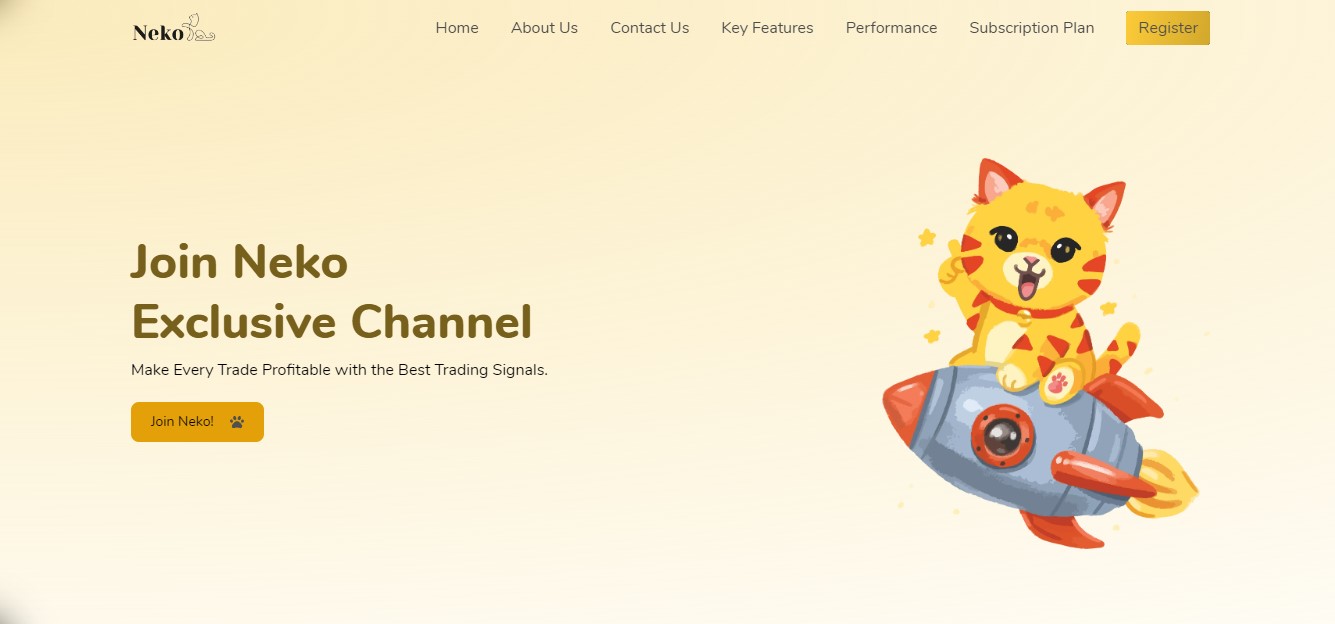 Neko
Home About Us Contact Us Key Features Performance Subscription Plan Register
Join Neko
Exclusive Channel
Make Every Trade Profitable with the Best Trading Signals.
Join Neko!